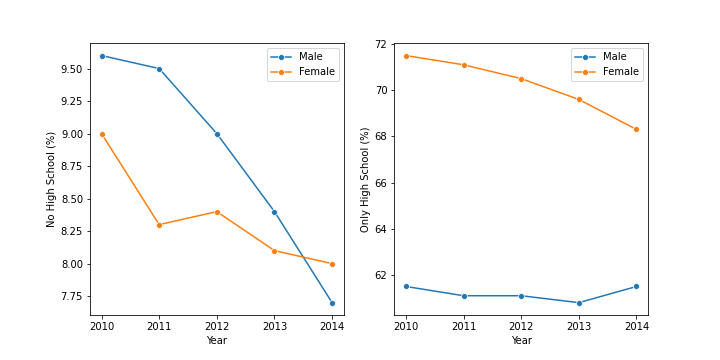 No High School (%)
9.50
9.25
9.00
8.75
8.50
8.25
8.00
7.75
2010 2011 2012 2013 2014
Year
Male
Female
Only High School (%)
72
70
68
66
64
62
2010 2011 2012 2013 2014
Year
Male
Female